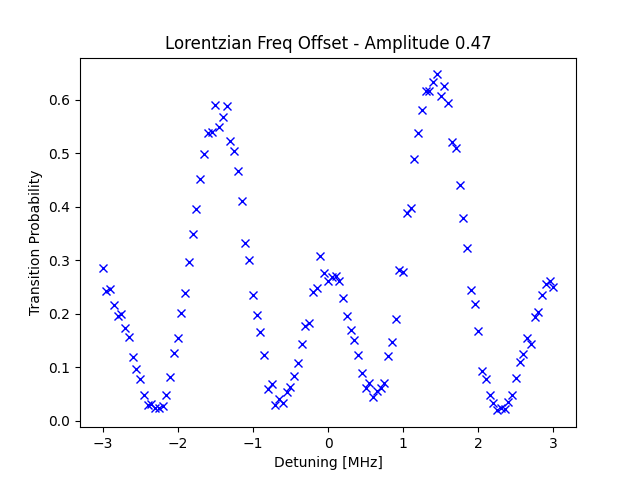 Lorentzian Freq Offset - Amplitude 0.47
0.6
0.5
0.4
0.3
0.2
0.1
0.0
Transition Probability
−3 −2 −1 0 1 2 3
Detuning [MHz]